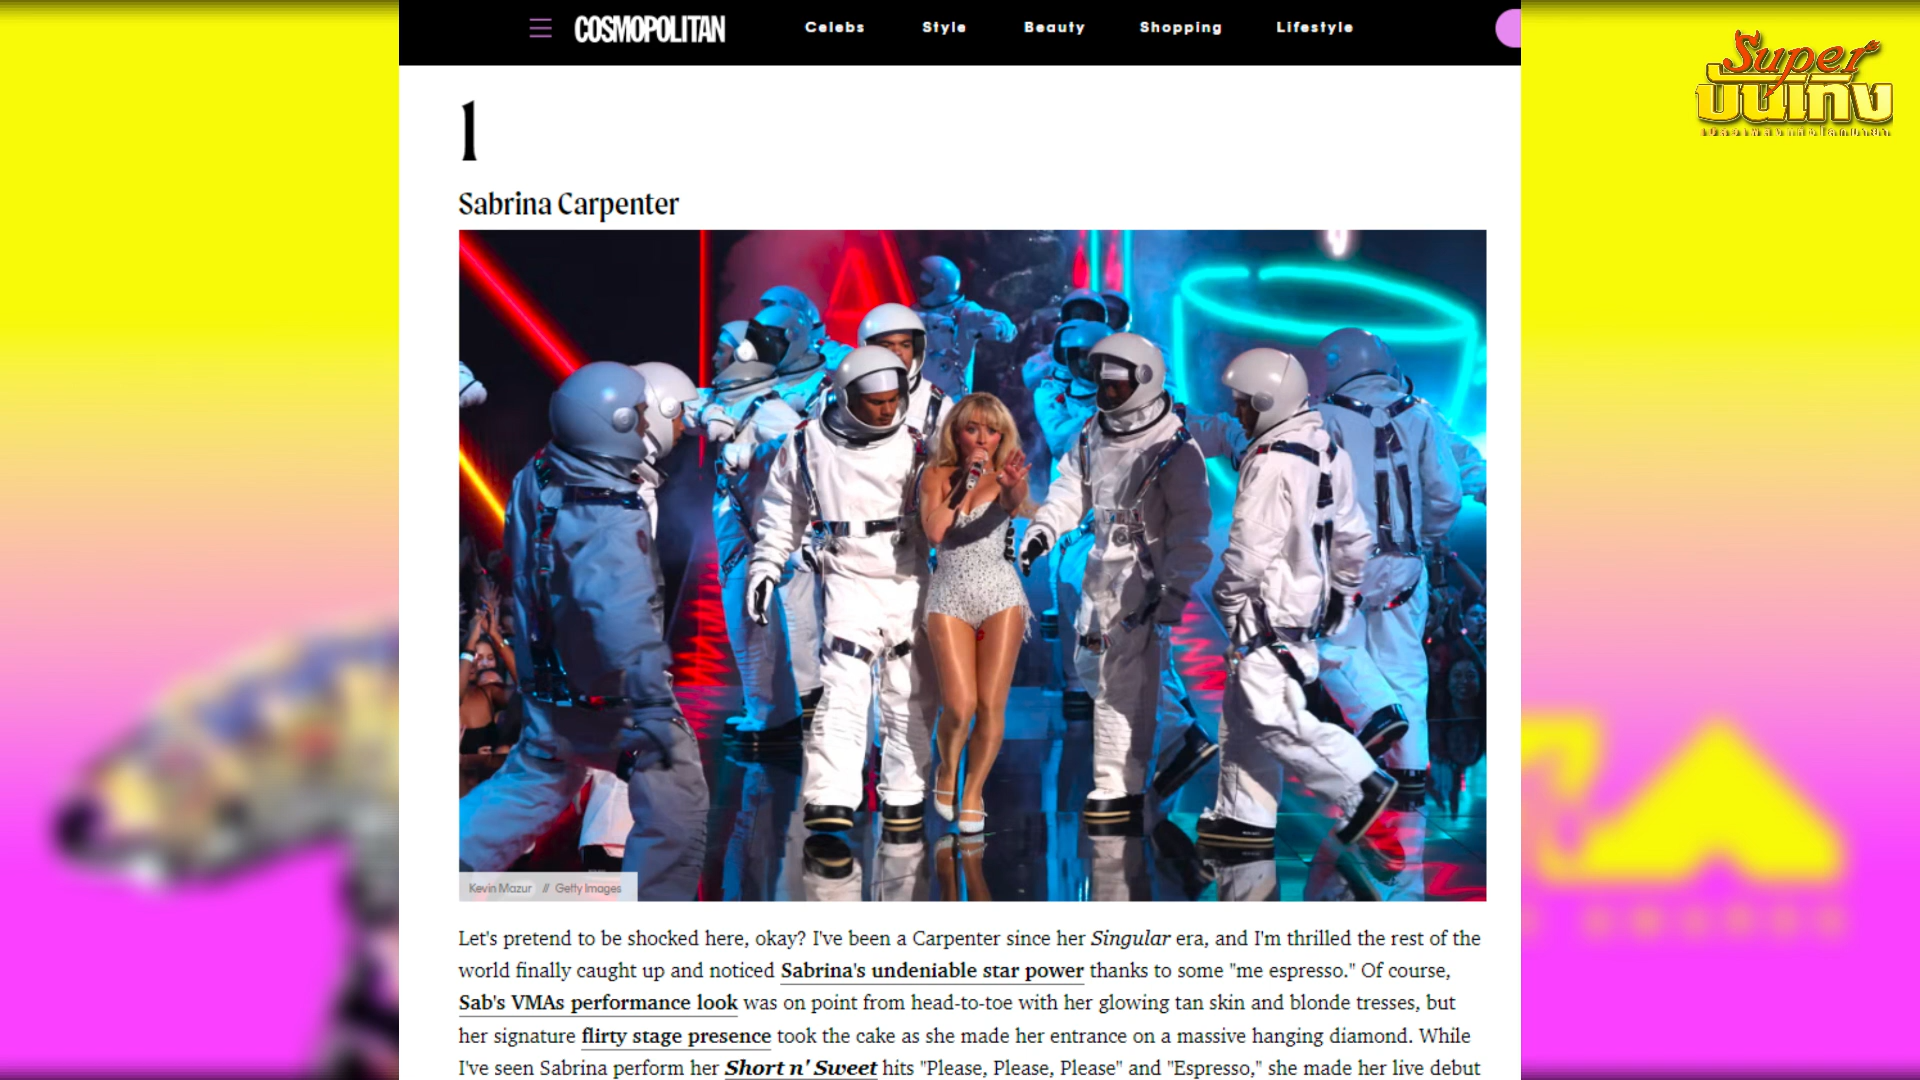 COSMOPOLITAN
Celebs
Style
Beauty
Shopping
Lifestyle
Super
บันเทิง
1
Sabrina Carpenter
Kevin Mazur // Getty Images
Let's pretend to be shocked here, okay? I've been a Carpenter since her Singular era, and I'm thrilled the rest of the
world finally caught up and noticed Sabrina's undeniable star power thanks to some "me espresso." Of course,
Sab's VMAs performance look was on point from head-to-toe with her glowing tan skin and blonde tresses, but
her signature flirty stage presence took the cake as she made her entrance on a massive hanging diamond. While
I've seen Sabrina perform her Short n' Sweet hits "Please, Please, Please" and "Espresso," she made her live debut